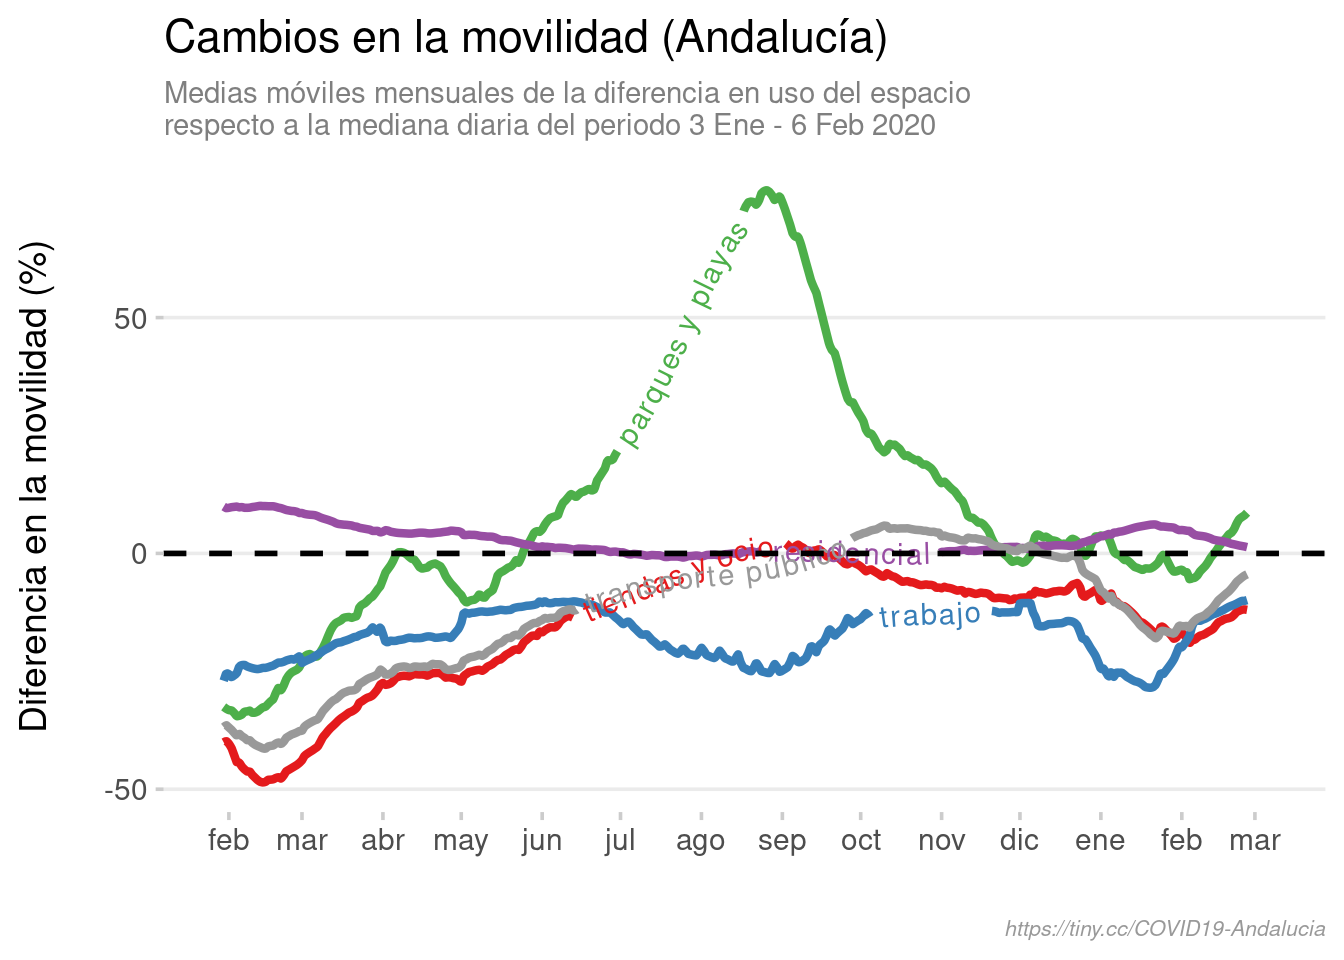 Cambios en la movilidad (Andalucía)
Medias móviles mensuales de la diferencia en uso del espacio
respecto a la mediana diaria del periodo 3 Ene - 6 Feb 2020
Diferencia en la movilidad (%)
50
0
-50
parques y playas
tiendas y ocio
residencial
transporte público
trabajo
feb mar abr may jun jul ago sep oct nov dic ene feb mar
https://tiny.cc/COVID19-Andalucia